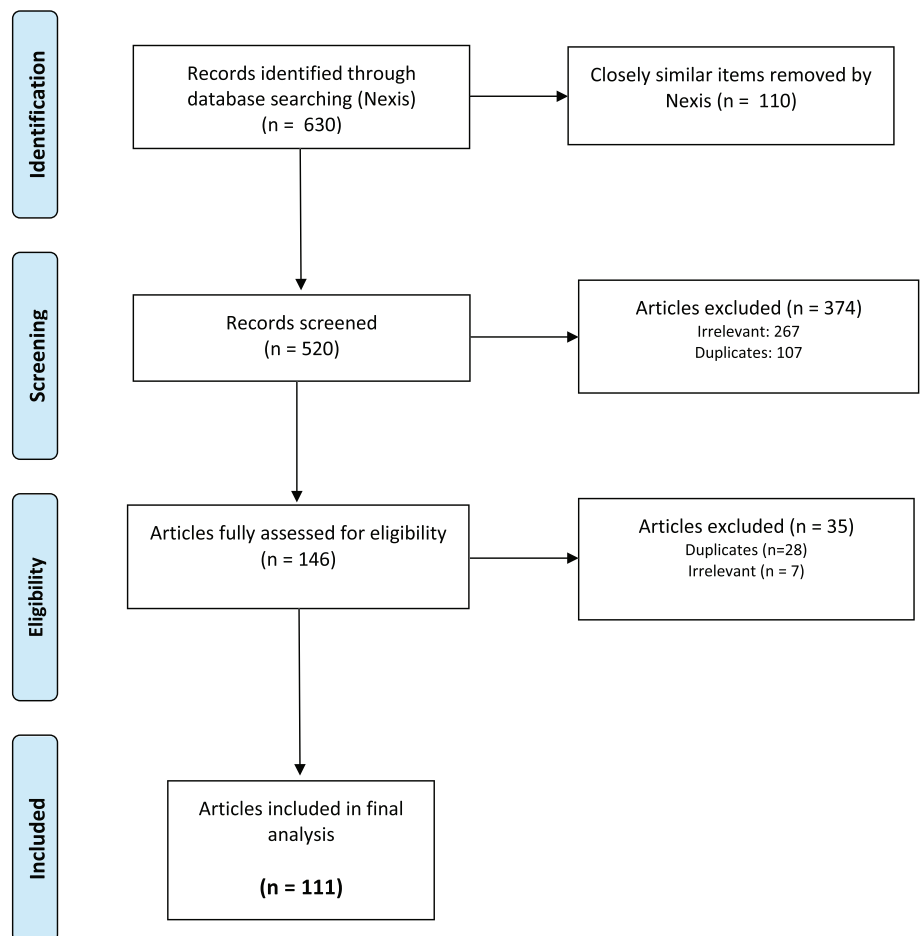 Identification
Records identified through
database searching (Nexis)
(n =  630)
Closely similar items removed by
Nexis (n =  110)
Screening
Records screened
(n = 520)
Articles excluded (n = 374)
Irrelevant: 267
Duplicates: 107
Eligibility
Articles fully assessed for eligibility
(n = 146)
Articles excluded (n = 35)
Duplicates (n=28)
Irrelevant (n = 7)
Included
Articles included in final
analysis
(n = 111)